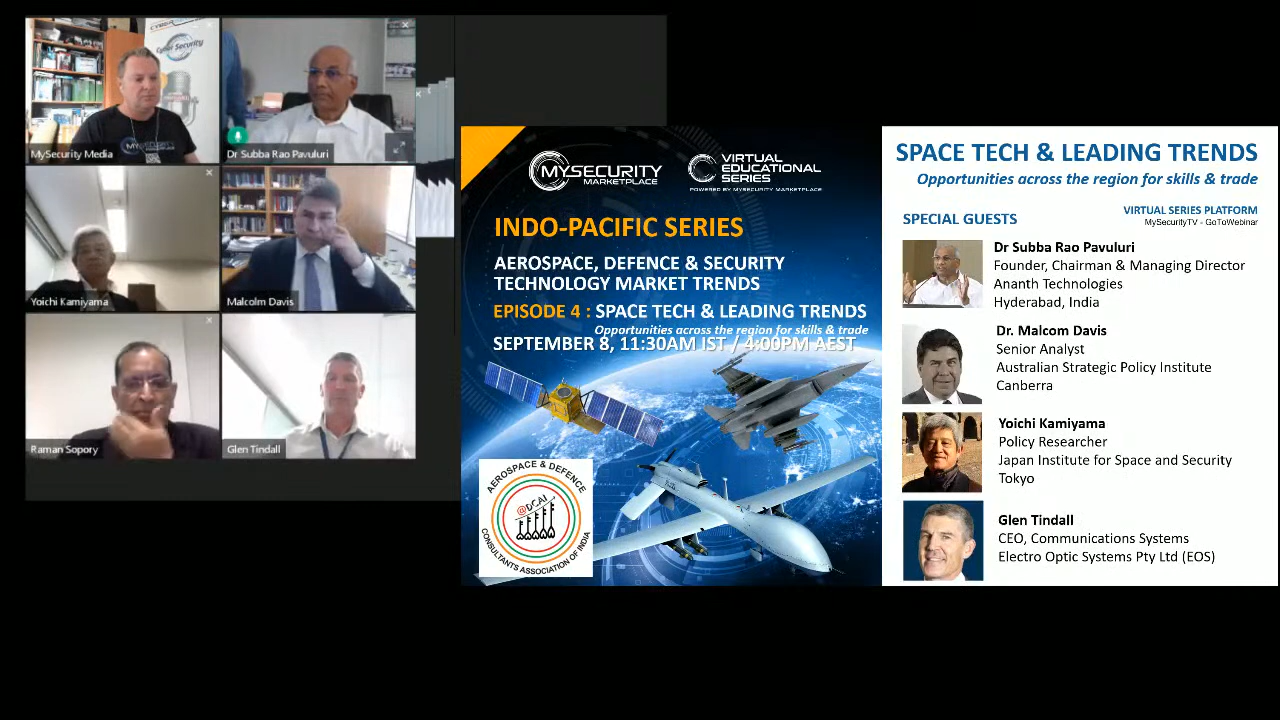 MySecurity Media
Dr Subba Rao Pavuluri
Yoichi Kamiyama
Malcolm Davis
Raman Sopory
Glen Tindall
MYSECURITY
MARKETPLACE
VIRTUAL
EDUCATIONAL
SERIES
POWERED BY MYSECURITY MARKETPLACE
INDO-PACIFIC SERIES
AEROSPACE, DEFENCE & SECURITY
TECHNOLOGY MARKET TRENDS
EPISODE 4 : SPACE TECH & LEADING TRENDS
Opportunities across the region for skills & trade
SEPTEMBER 8, 11:30AM IST / 4:00PM AEST
AEROSPACE & DEFENCE
@DCAI
CONSULTANTS ASSOCIATION OF INDIA
SPACE TECH & LEADING TRENDS
Opportunities across the region for skills & trade
VIRTUAL SERIES PLATFORM
MySecurityTV - GoToWebinar
SPECIAL GUESTS
Dr Subba Rao Pavuluri
Founder, Chairman & Managing Director
Ananth Technologies
Hyderabad, India
Dr. Malcom Davis
Senior Analyst
Australian Strategic Policy Institute
Canberra
Yoichi Kamiyama
Policy Researcher
Japan Institute for Space and Security
Tokyo
Glen Tindall
CEO, Communications Systems
Electro Optic Systems Pty Ltd (EOS)